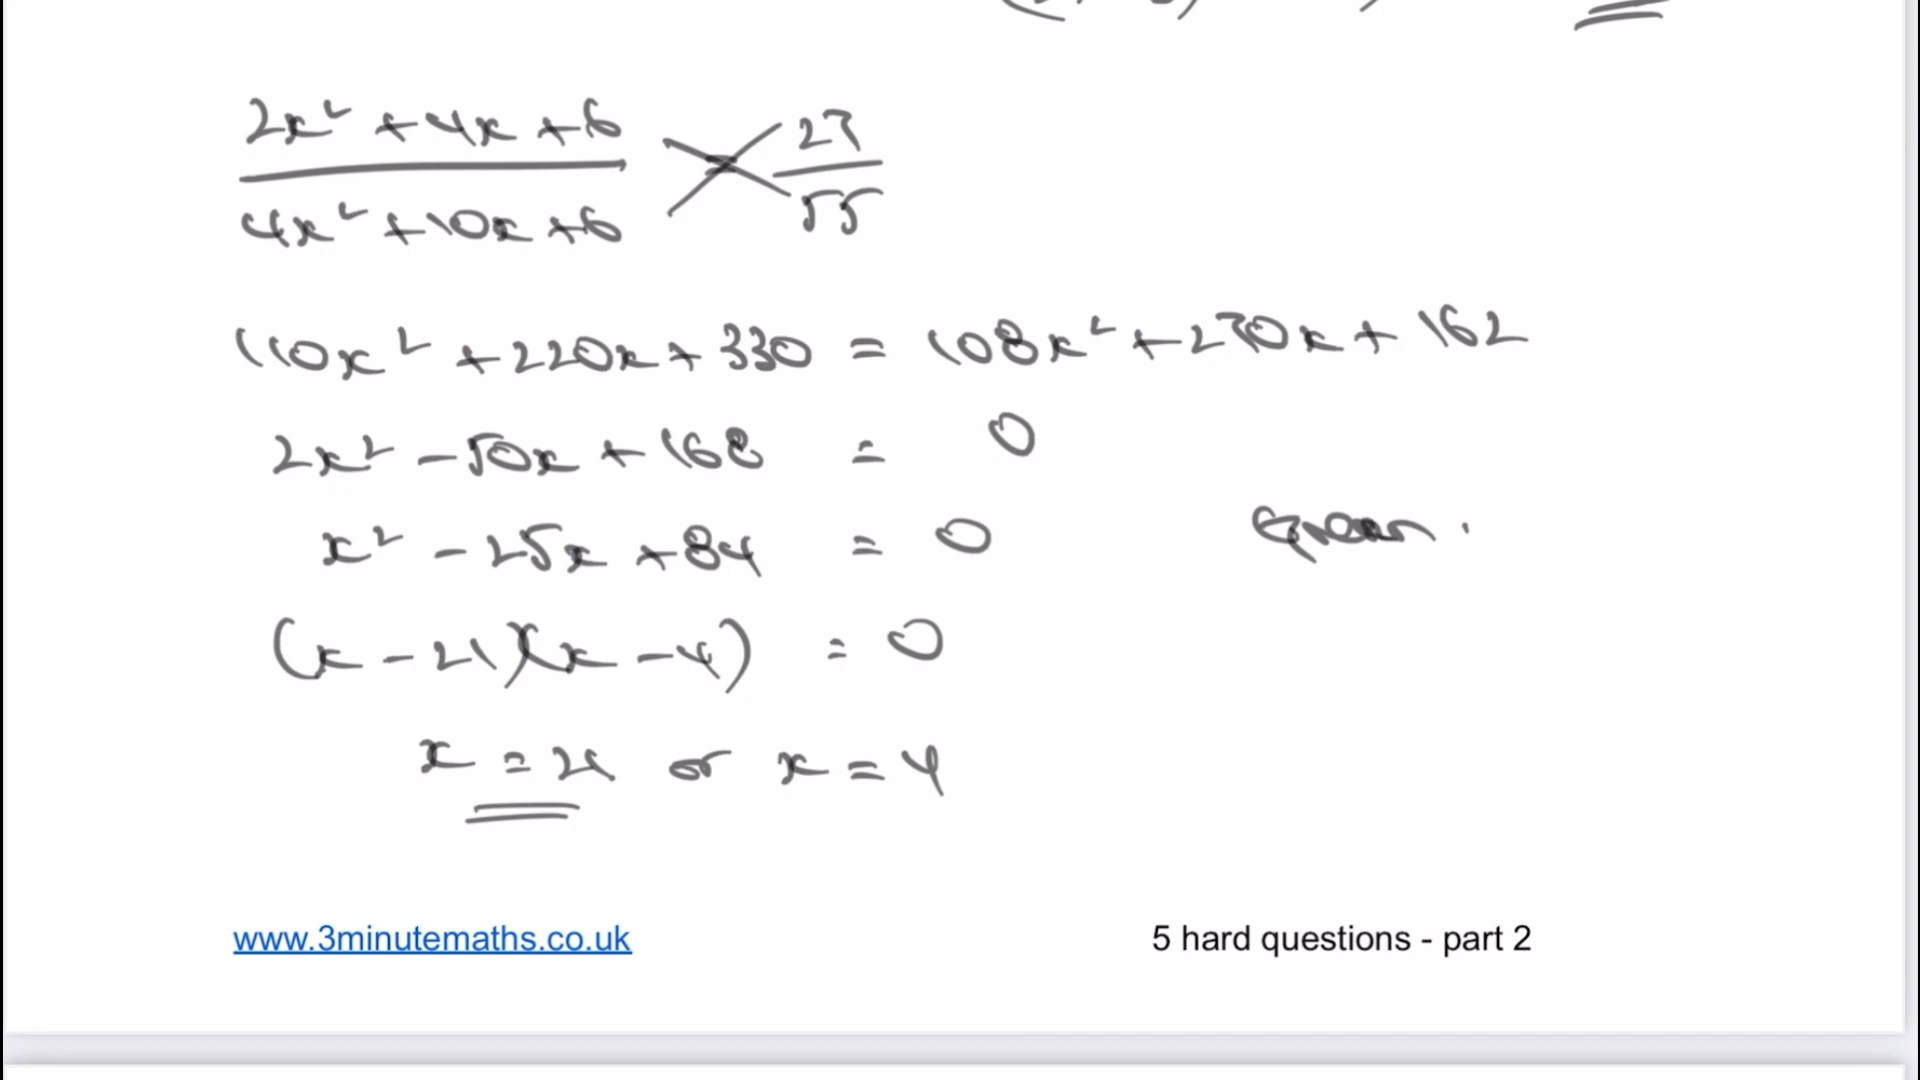 2x² + 4x + 6 / 4x² + 10x + 6 = 27 / 55
110x² + 220x + 330 = 108x² + 270x + 162
2x² - 50x + 168 = 0
x² - 25x + 84 = 0
(x - 21)(x - 4) = 0
x = 21 or x = 4
www.3minutemaths.co.uk
5 hard questions - part 2